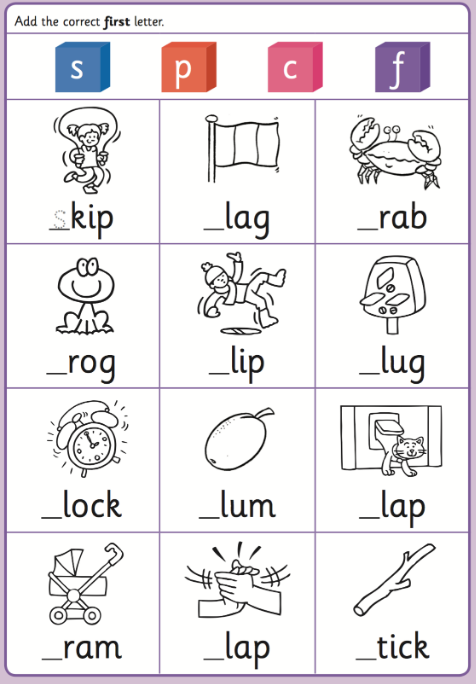 Add the correct first letter.
s p c f
skip _lag _rab
_rog _lip _lug
_lock _lum _lap
_ram _lap _tick